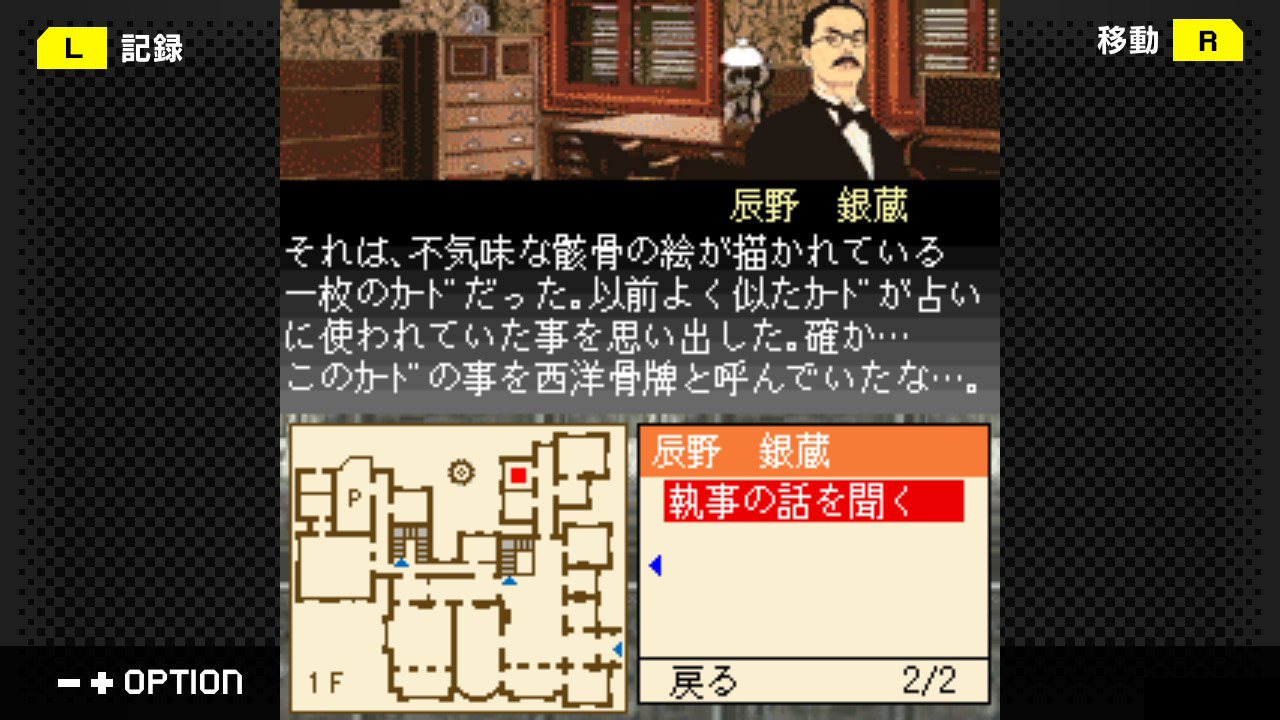 L 記録
移動 R
辰野 銀蔵
それは、不気味な骸骨の絵が描かれている
一枚のｶｰﾄﾞだった。以前よく似たｶｰﾄﾞが占い
に使われていた事を思い出した。確か…
このｶｰﾄﾞの事を西洋骨牌と呼んでいたな…。
P
1F
辰野 銀蔵
執事の話を聞く
戻る 2/2
OPTION